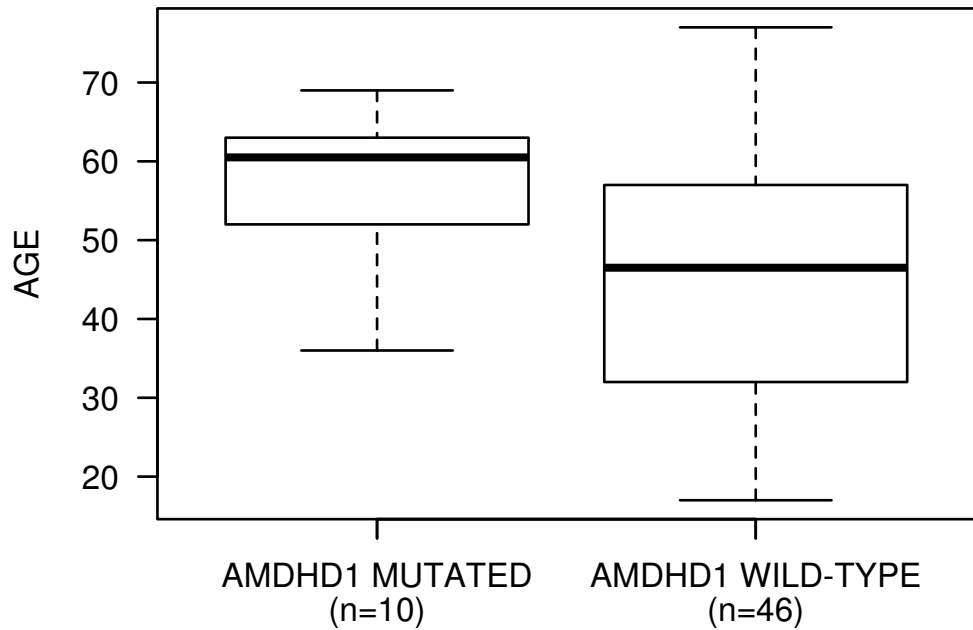 AGE
70
60
50
40
30
20
AMDHD1 MUTATED
(n=10)
AMDHD1 WILD-TYPE
(n=46)